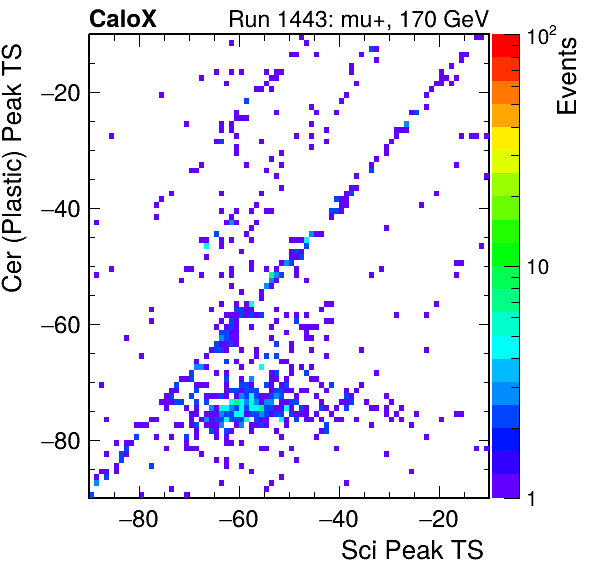 CaloX Run 1443: mu+, 170 GeV
Cer (Plastic) Peak TS
−20
−40
−60
−80
−80 −60 −40 −20
Sci Peak TS
10²
10
1
Events